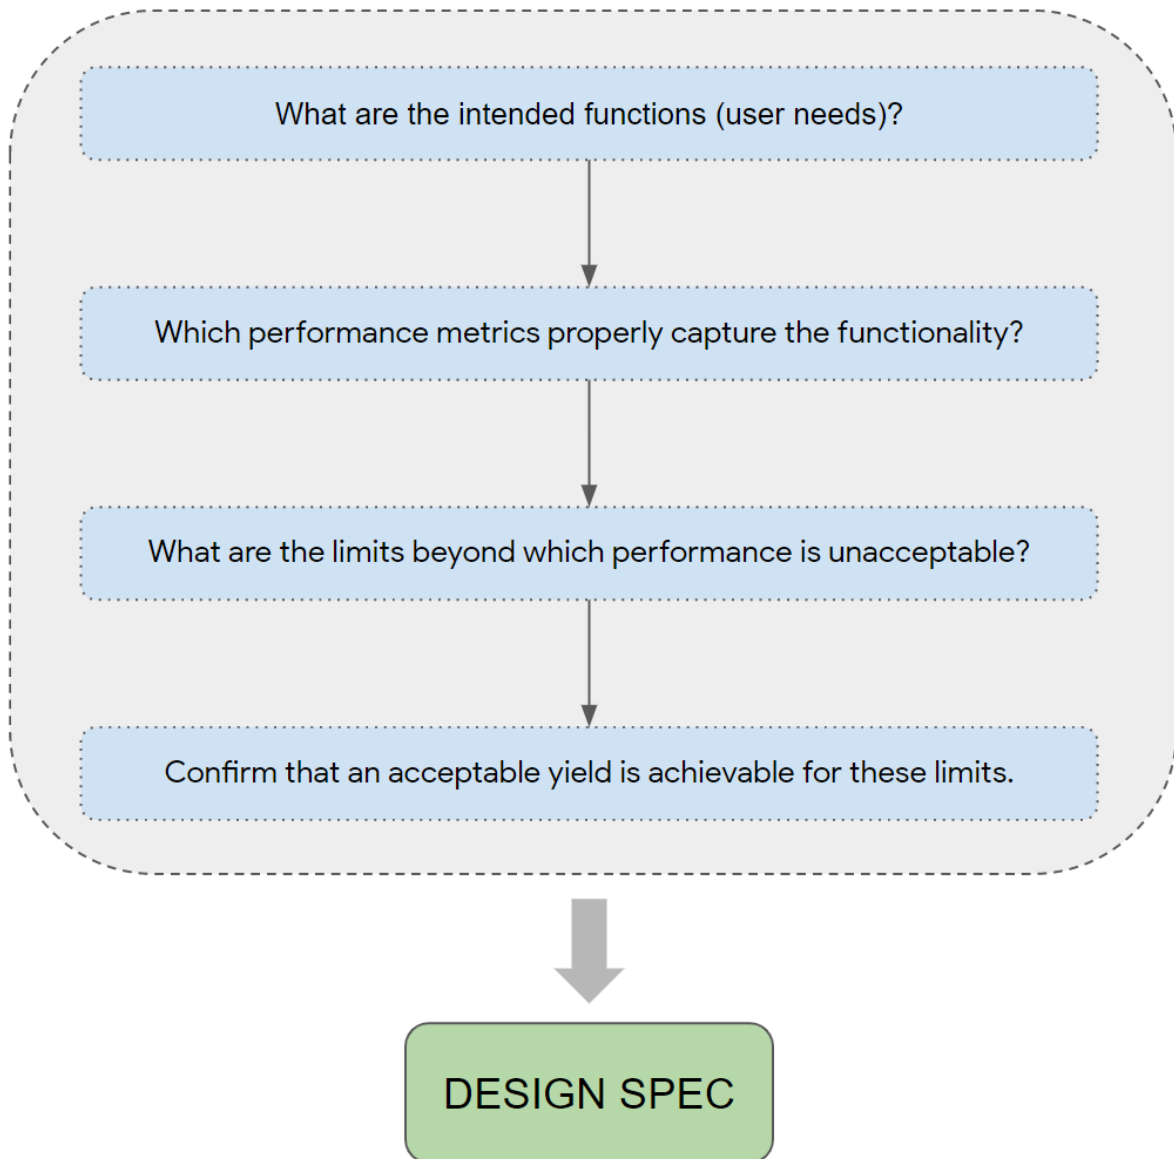 What are the intended functions (user needs)?
Which performance metrics properly capture the functionality?
What are the limits beyond which performance is unacceptable?
Confirm that an acceptable yield is achievable for these limits.
DESIGN SPEC